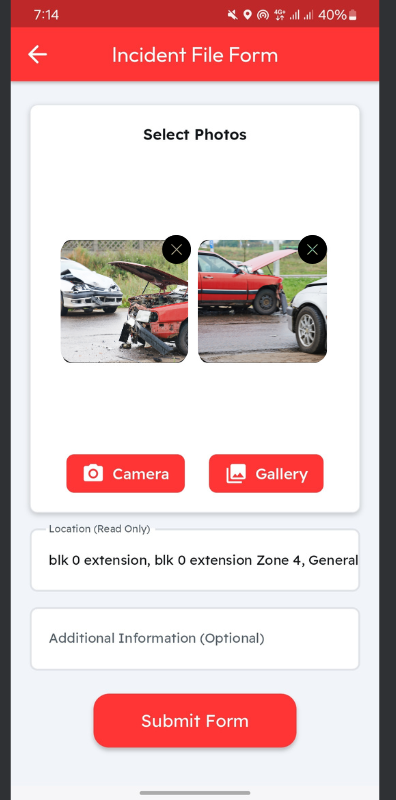 7:14
4G+
40%
Incident File Form
Select Photos
Camera
Gallery
Location (Read Only)
blk 0 extension, blk 0 extension Zone 4, General
Additional Information (Optional)
Submit Form